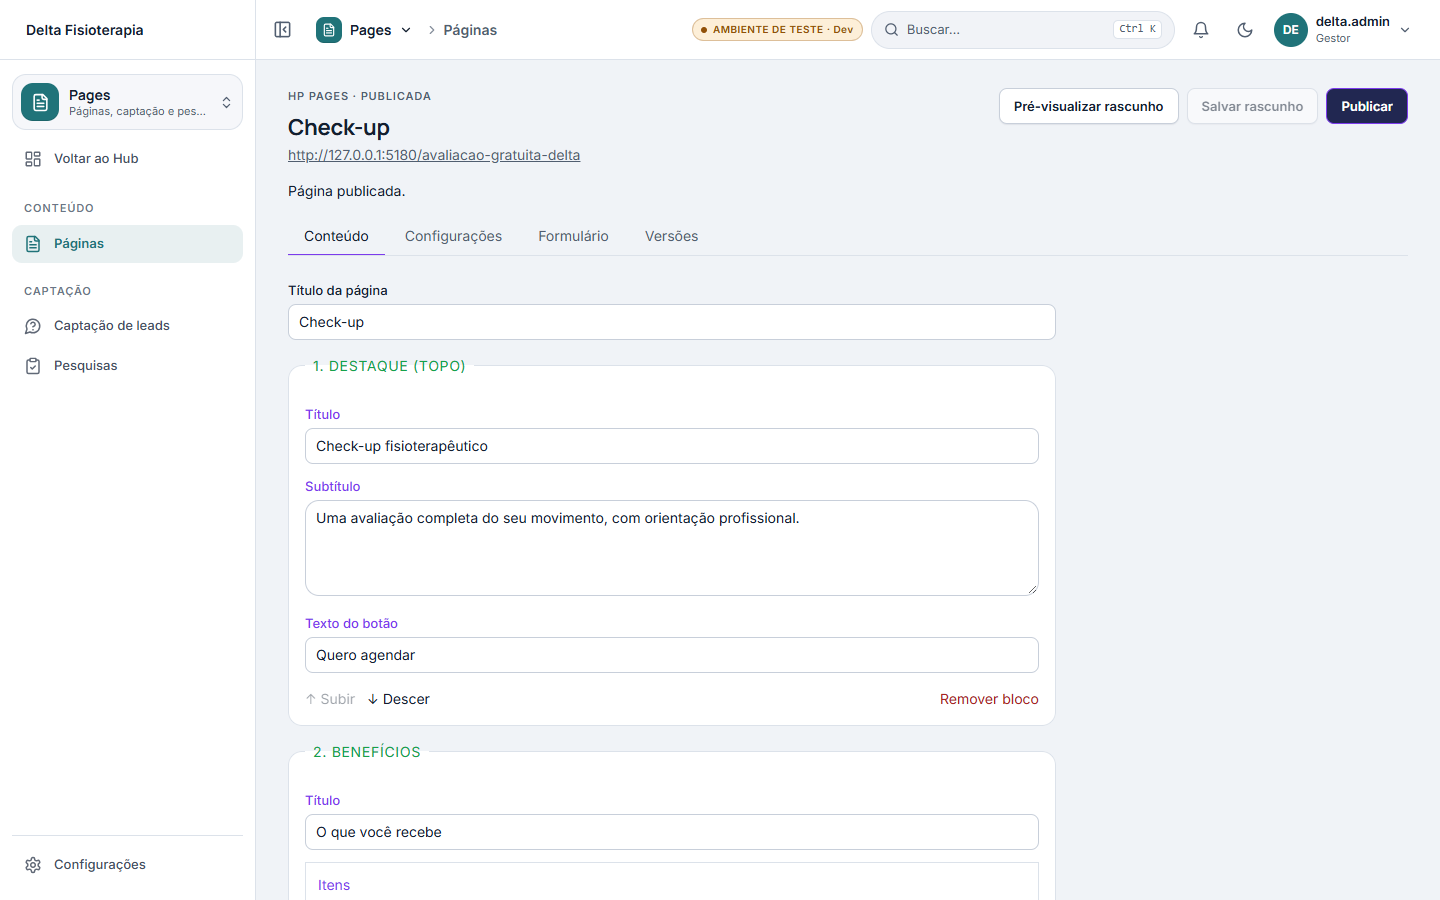 Delta Fisioterapia
Pages
Páginas
AMBIENTE DE TESTE · Dev
Buscar...
Ctrl K
DE
delta.admin
Gestor
Pages
Páginas, captação e pes...
Voltar ao Hub
CONTEÚDO
Páginas
CAPTAÇÃO
Captação de leads
Pesquisas
Configurações
HP PAGES · PUBLICADA
Check-up
http://127.0.0.1:5180/avaliacao-gratuita-delta
Página publicada.
Pré-visualizar rascunho
Salvar rascunho
Publicar
Conteúdo
Configurações
Formulário
Versões
Título da página
Check-up
1. DESTAQUE (TOPO)
Título
Check-up fisioterapêutico
Subtítulo
Uma avaliação completa do seu movimento, com orientação profissional.
Texto do botão
Quero agendar
↑ Subir
↓ Descer
Remover bloco
2. BENEFÍCIOS
Título
O que você recebe
Itens